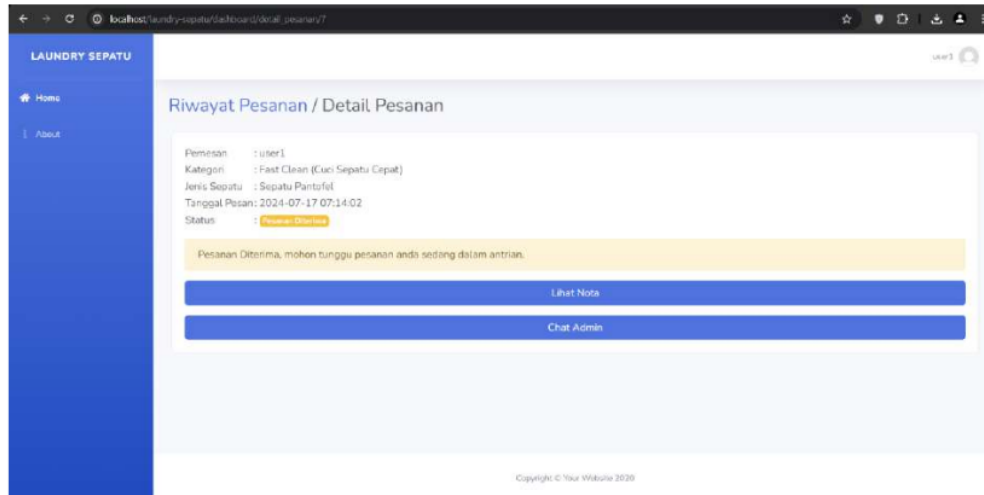 localhost/laundry-sepatu/dashboard/detail_pesanan/7
LAUNDRY SEPATU
user1
Home
Riwayat Pesanan / Detail Pesanan
About
Pemesan : user1
Kategori : Fast Clean (Cuci Sepatu Cepat)
Jenis Sepatu : Sepatu Pantofel
Tanggal Pesan: 2024-07-17 07:14:02
Status : Pesanan Diterima
Pesanan Diterima, mohon tunggu pesanan anda sedang dalam antrian.
Lihat Nota
Chat Admin
Copyright © Your Website 2020